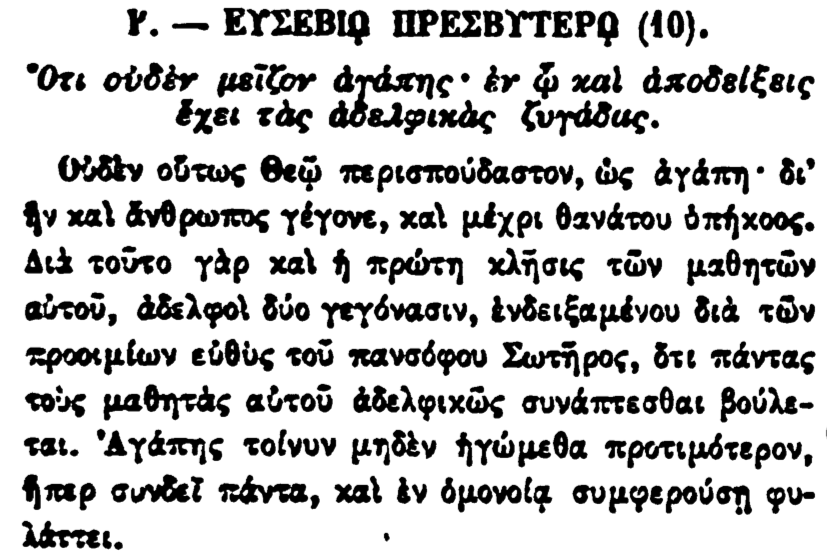 Ι'. — ΕΥΣΕΒΙῼ ΠΡΕΣΒΥΤΕΡῼ (10).
Ὅτι οὐδὲν μεῖζον ἀγάπης· ἐν ᾧ καὶ ἀποδείξεις
ἔχει τὰς ἀδελφικὰς ζυγάδας.
Οὐδὲν οὕτως Θεῷ περισπούδαστον, ὡς ἀγάπη· δι'
ἣν καὶ ἄνθρωπος γέγονε, καὶ μέχρι θανάτου ὑπήκοος.
Διὰ τοῦτο γὰρ καὶ ἡ πρώτη κλῆσις τῶν μαθητῶν
αὐτοῦ, ἀδελφοὶ δύο γεγόνασιν, ἐνδειξαμένου διὰ τῶν
προοιμίων εὐθὺς τοῦ πανσόφου Σωτῆρος, ὅτι πάντας
τοὺς μαθητὰς αὐτοῦ ἀδελφικῶς συνάπτεσθαι βούλε-
ται. Ἀγάπης τοίνυν μηδὲν ἡγώμεθα προτιμότερον,
ἥπερ συνδεῖ πάντα, καὶ ἐν ὁμονοίᾳ συμφερούσῃ φυ-
λάττει.